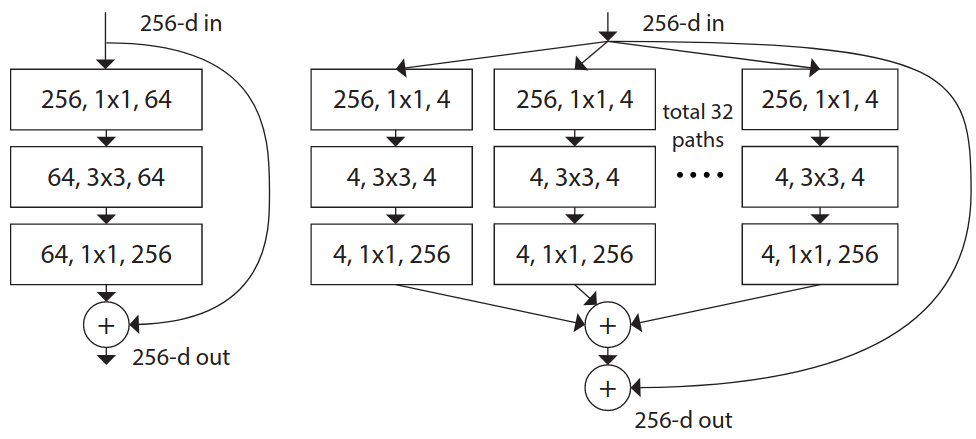 256-d in
256, 1x1, 64
64, 3x3, 64
64, 1x1, 256
+
256-d out
256-d in
256, 1x1, 4
256, 1x1, 4
total 32
paths
256, 1x1, 4
4, 3x3, 4
4, 3x3, 4
....
4, 3x3, 4
4, 1x1, 256
4, 1x1, 256
4, 1x1, 256
+
+
256-d out